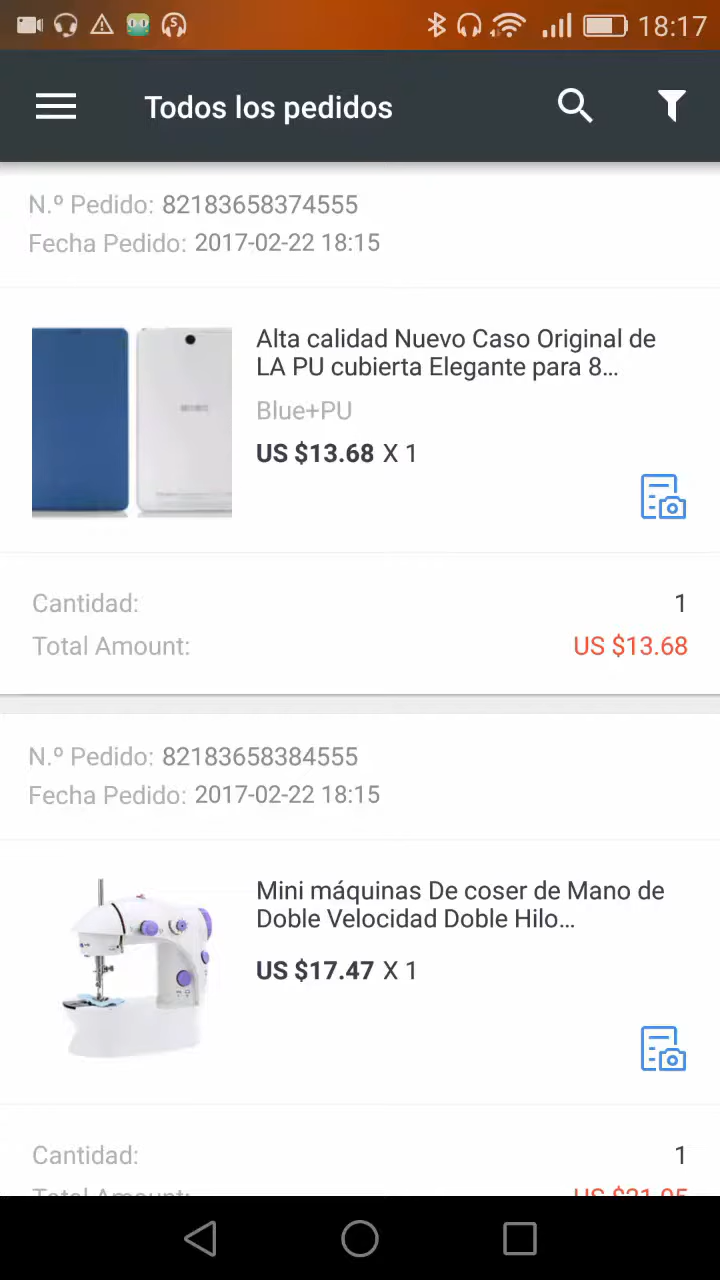 18:17
Todos los pedidos
N.º Pedido: 82183658374555
Fecha Pedido: 2017-02-22 18:15
Alta calidad Nuevo Caso Original de
LA PU cubierta Elegante para 8...
Blue+PU
US $13.68 X 1
Cantidad: 1
Total Amount: US $13.68
N.º Pedido: 82183658384555
Fecha Pedido: 2017-02-22 18:15
Mini máquinas De coser de Mano de
Doble Velocidad Doble Hilo...
US $17.47 X 1
Cantidad: 1
Total Amount: US $21.05